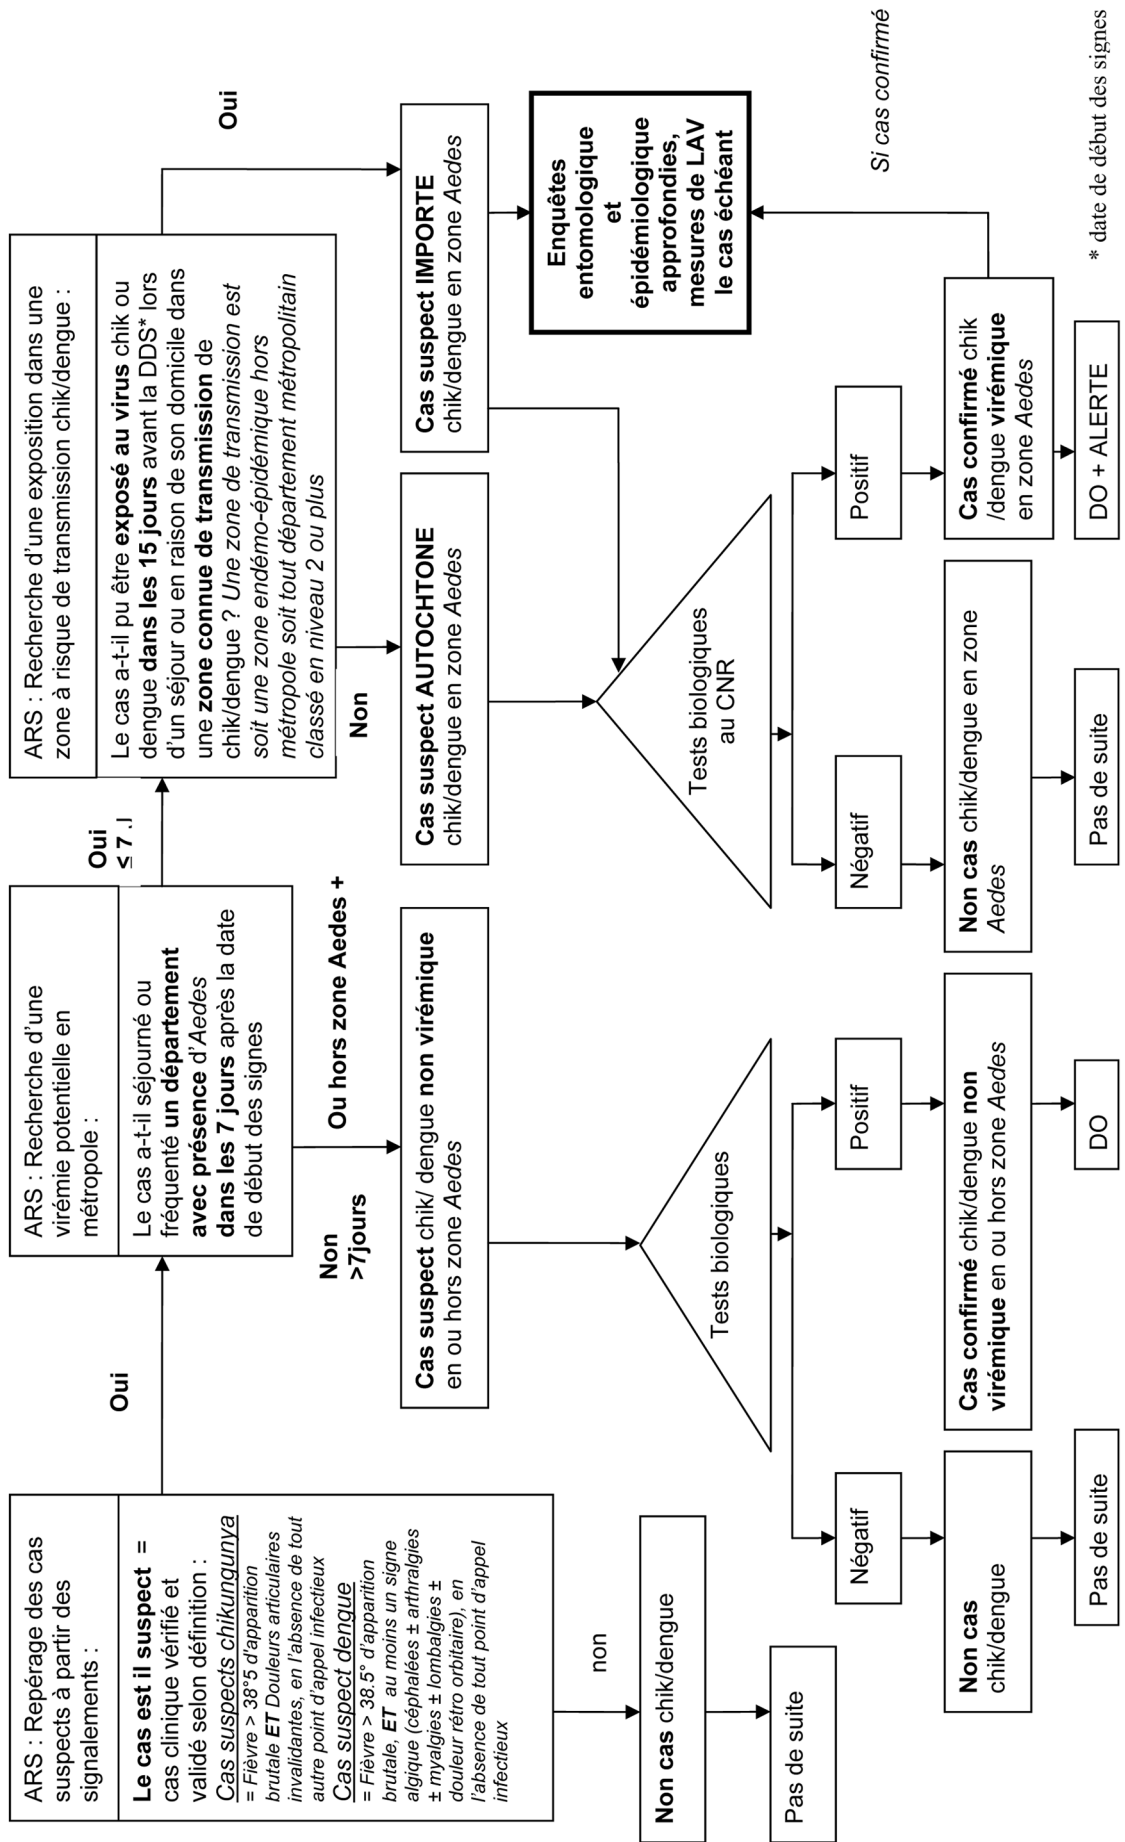 ARS : Repérage des cas
suspects à partir des
signalements :
Le cas est il suspect =
cas clinique vérifié et
validé selon définition :
Cas suspects chikungunya
= Fièvre > 38°5 d'apparition
brutale ET Douleurs articulaires
invalidantes, en l'absence de tout
autre point d'appel infectieux
Cas suspect dengue
= Fièvre > 38.5° d'apparition
brutale, ET au moins un signe
algique (céphalées ± arthralgies
± myalgies ± lombalgies ±
douleur rétro orbitaire), en
l'absence de tout point d'appel
infectieux
Oui
non
Non cas chik/dengue
Pas de suite
ARS : Recherche d'une
virémie potentielle en
métropole :
Le cas a-t-il séjourné ou
fréquenté un département
avec présence d'Aedes
dans les 7 jours après la date
de début des signes
Oui
≤ 7 J
Non
>7jours
Ou hors zone Aedes +
Cas suspect chik/ dengue non virémique
en ou hors zone Aedes
Tests biologiques
Négatif
Positif
Non cas
chik/dengue
Cas confirmé chik/dengue non
virémique en ou hors zone Aedes
Pas de suite
DO
ARS : Recherche d'une exposition dans une
zone à risque de transmission chik/dengue :
Le cas a-t-il pu être exposé au virus chik ou
dengue dans les 15 jours avant la DDS* lors
d'un séjour ou en raison de son domicile dans
une zone connue de transmission de
chik/dengue ? Une zone de transmission est
soit une zone endémo-épidémique hors
métropole soit tout département métropolitain
classé en niveau 2 ou plus
Non
Oui
Cas suspect AUTOCHTONE
chik/dengue en zone Aedes
Cas suspect IMPORTE
chik/dengue en zone Aedes
Enquêtes
entomologique
et
épidémiologique
approfondies,
mesures de LAV
le cas échéant
Tests biologiques
au CNR
Négatif
Positif
Si cas confirmé
Non cas chik/dengue en zone
Aedes
Cas confirmé chik
/dengue virémique
en zone Aedes
Pas de suite
DO + ALERTE
* date de début des signes